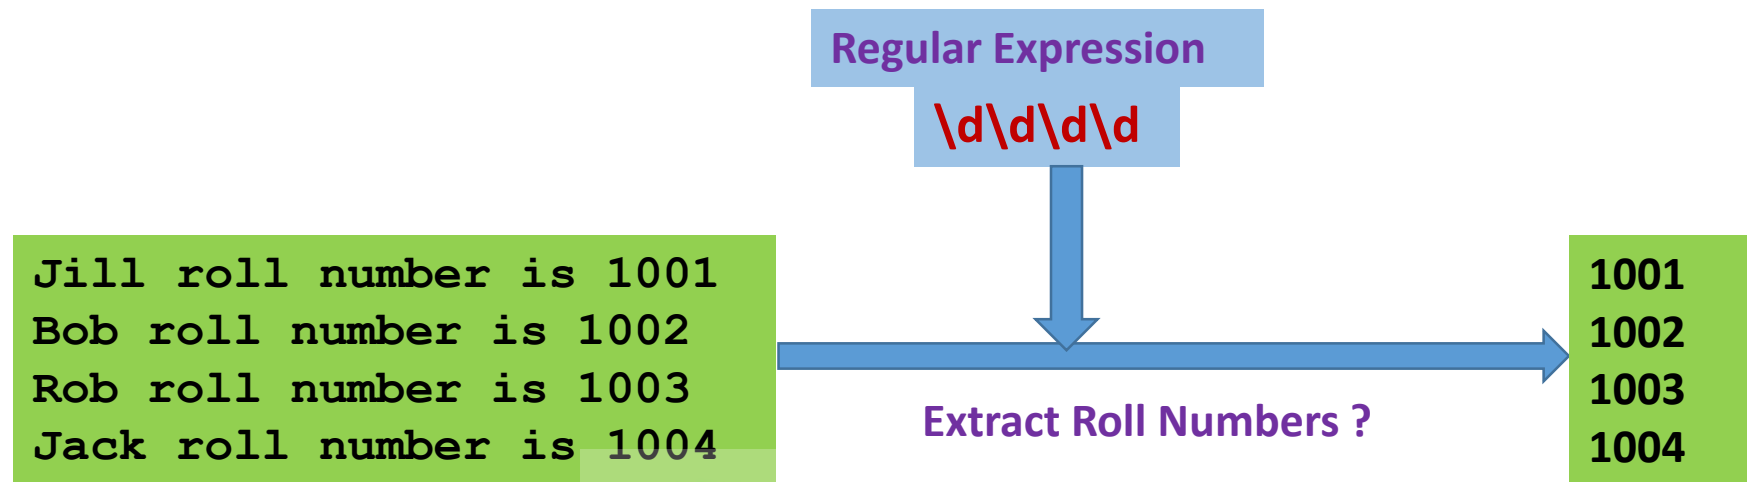 Regular Expression
\d\d\d\d
Jill roll number is 1001
Bob roll number is 1002
Rob roll number is 1003
Jack roll number is 1004
Extract Roll Numbers ?
1001
1002
1003
1004